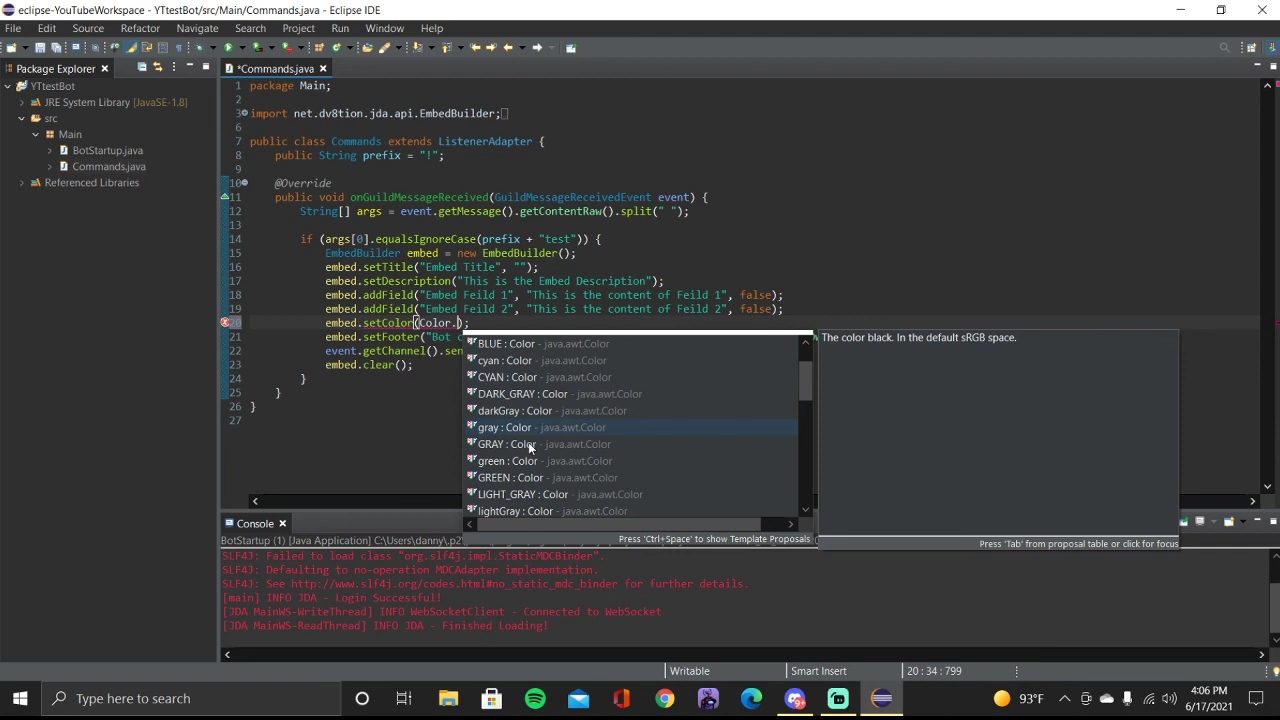 eclipse-YouTubeWorkspace - YTtestBot/src/Main/Commands.java - Eclipse IDE
File Edit Source Refactor Navigate Search Project Run Window Help
Package Explorer
*Commands.java
YTtestBot
JRE System Library [JavaSE-1.8]
src
Main
BotStartup.java
Commands.java
Referenced Libraries
1 package Main;
2
3 import net.dv8tion.jda.api.EmbedBuilder;
6
7 public class Commands extends ListenerAdapter {
8 public String prefix = "!";
9
10 @Override
11 public void onGuildMessageReceived(GuildMessageReceivedEvent event) {
12 String[] args = event.getMessage().getContentRaw().split(" ");
13
14 if (args[0].equalsIgnoreCase(prefix + "test")) {
15 EmbedBuilder embed = new EmbedBuilder();
16 embed.setTitle("Embed Title", "");
17 embed.setDescription("This is the Embed Description");
18 embed.addField("Embed Feild 1", "This is the content of Feild 1", false);
19 embed.addField("Embed Feild 2", "This is the content of Feild 2", false);
20 embed.setColor(Color.);
21 embed.setFooter("Bot c
22 event.getChannel().sen
23 embed.clear();
24 }
25 }
26 }
27
BLUE : Color - java.awt.Color
cyan : Color - java.awt.Color
CYAN : Color - java.awt.Color
DARK_GRAY : Color - java.awt.Color
darkGray : Color - java.awt.Color
gray : Color - java.awt.Color
GRAY : Color - java.awt.Color
green : Color - java.awt.Color
GREEN : Color - java.awt.Color
LIGHT_GRAY : Color - java.awt.Color
lightGray : Color - java.awt.Color
Press 'Ctrl+Space' to show Template Proposals
The color black. In the default sRGB space.
Press 'Tab' from proposal table or click for focus
Console
BotStartup (1) [Java Application] C:\Users\danny\.p2
SLF4J: Failed to load class "org.slf4j.impl.StaticMDCBinder".
SLF4J: Defaulting to no-operation MDCAdapter implementation.
SLF4J: See http://www.slf4j.org/codes.html#no_static_mdc_binder for further details.
[main] INFO JDA - Login Successful!
[JDA MainWS-WriteThread] INFO WebSocketClient - Connected to WebSocket
[JDA MainWS-ReadThread] INFO JDA - Finished Loading!
Writable Smart Insert 20 : 34 : 799
Type here to search
93°F
4:06 PM
6/17/2021